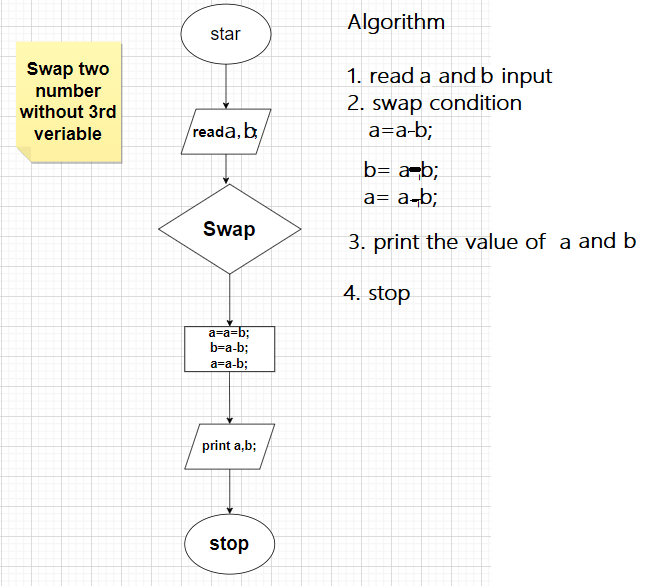 Swap two
number
without 3rd
veriable
star
read a, b;
Swap
a=a=b;
b=a-b;
a=a-b;
print a,b;
stop
Algorithm
1. read a and b input
2. swap condition
a=a-b;
b= a-b;
a= a-b;
3. print the value of a and b
4. stop